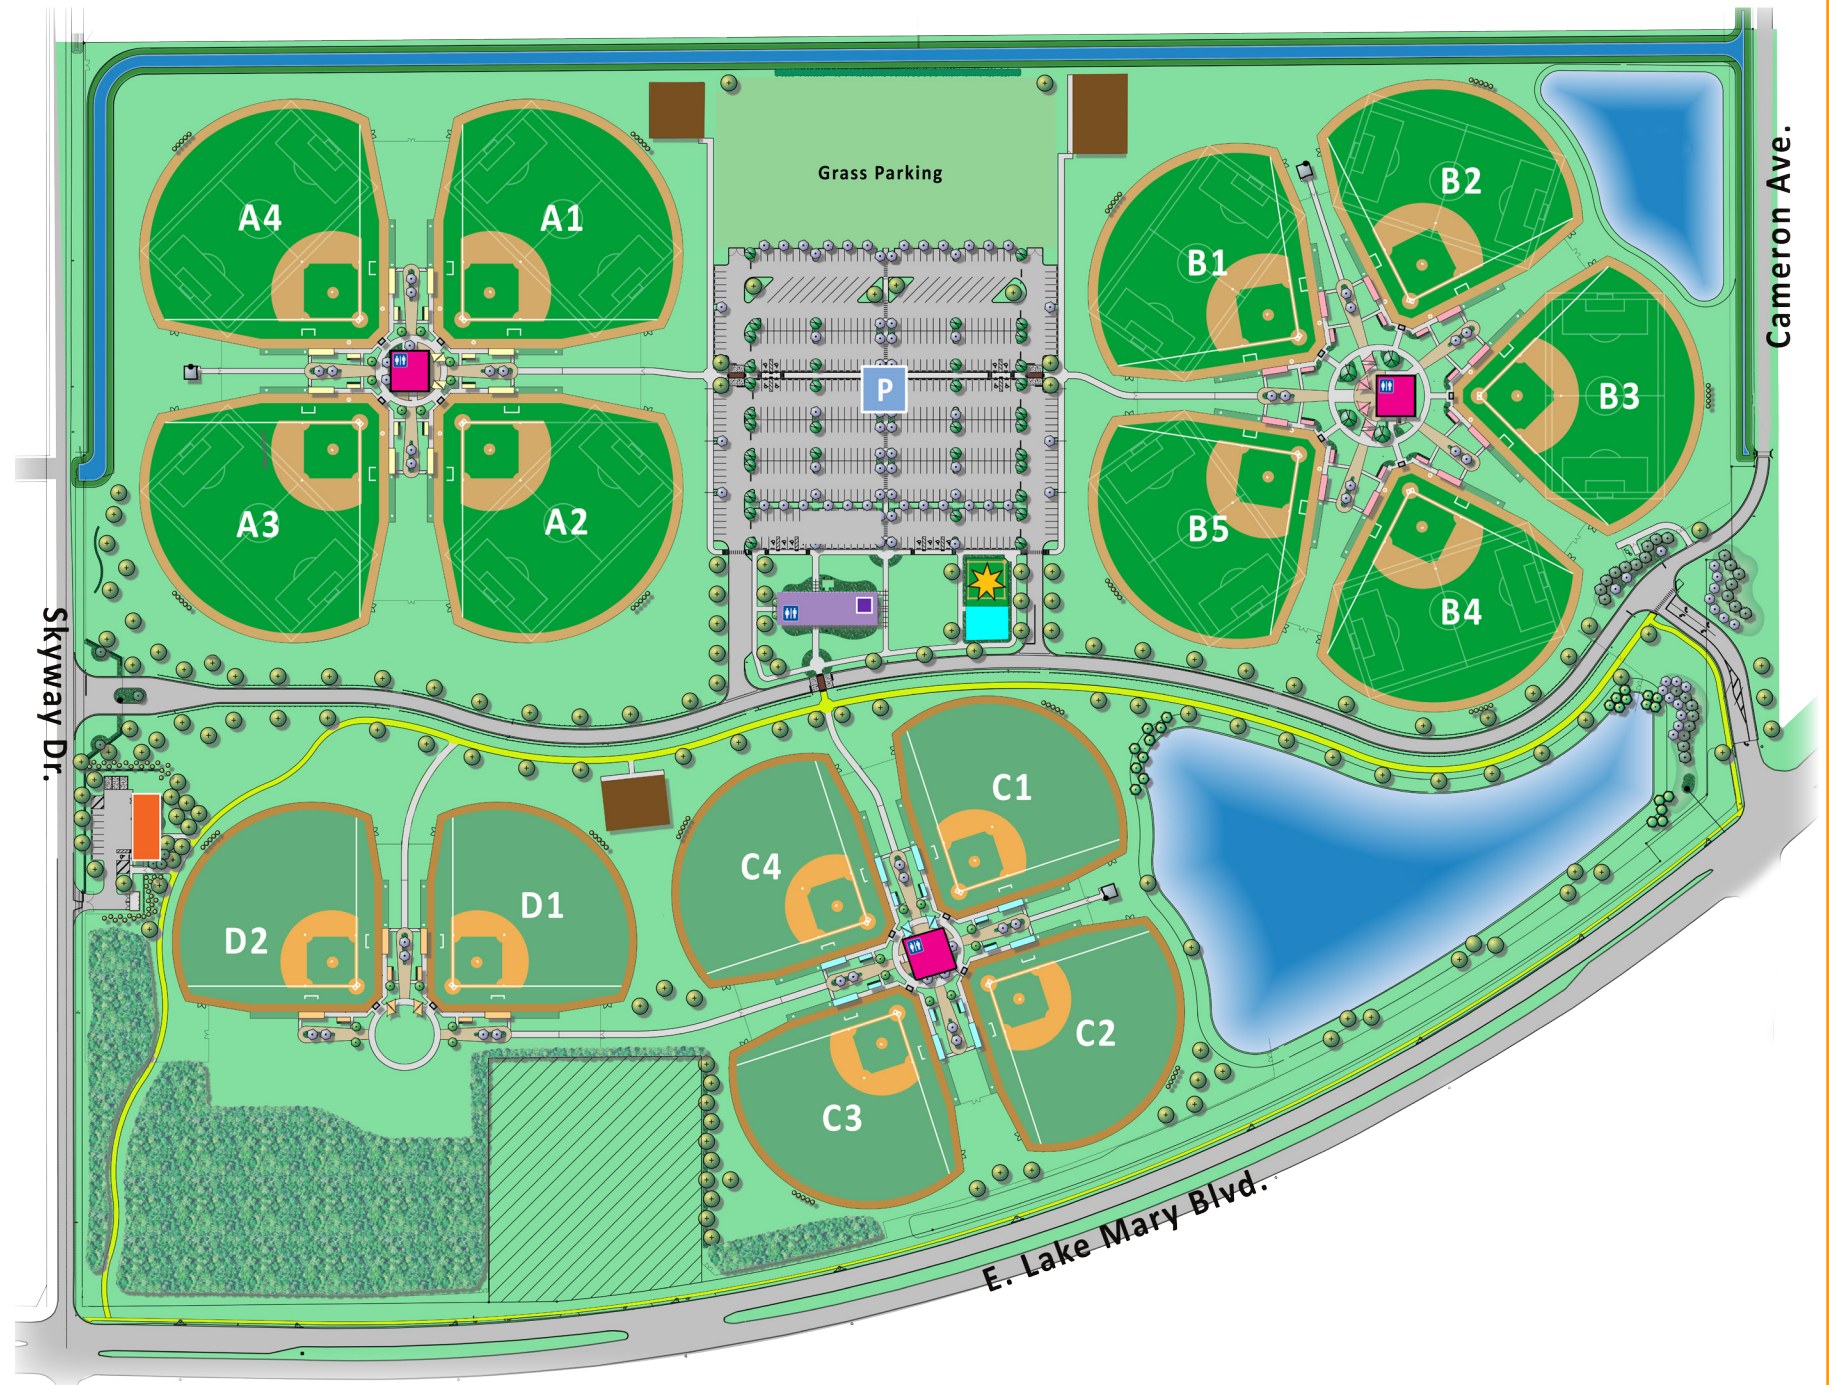 A4
A1
Grass Parking
B2
B1
Cameron Ave.
P
B3
A3
A2
B5
B4
Skyway Dr.
C1
C4
D1
D2
C2
C3
E. Lake Mary Blvd.